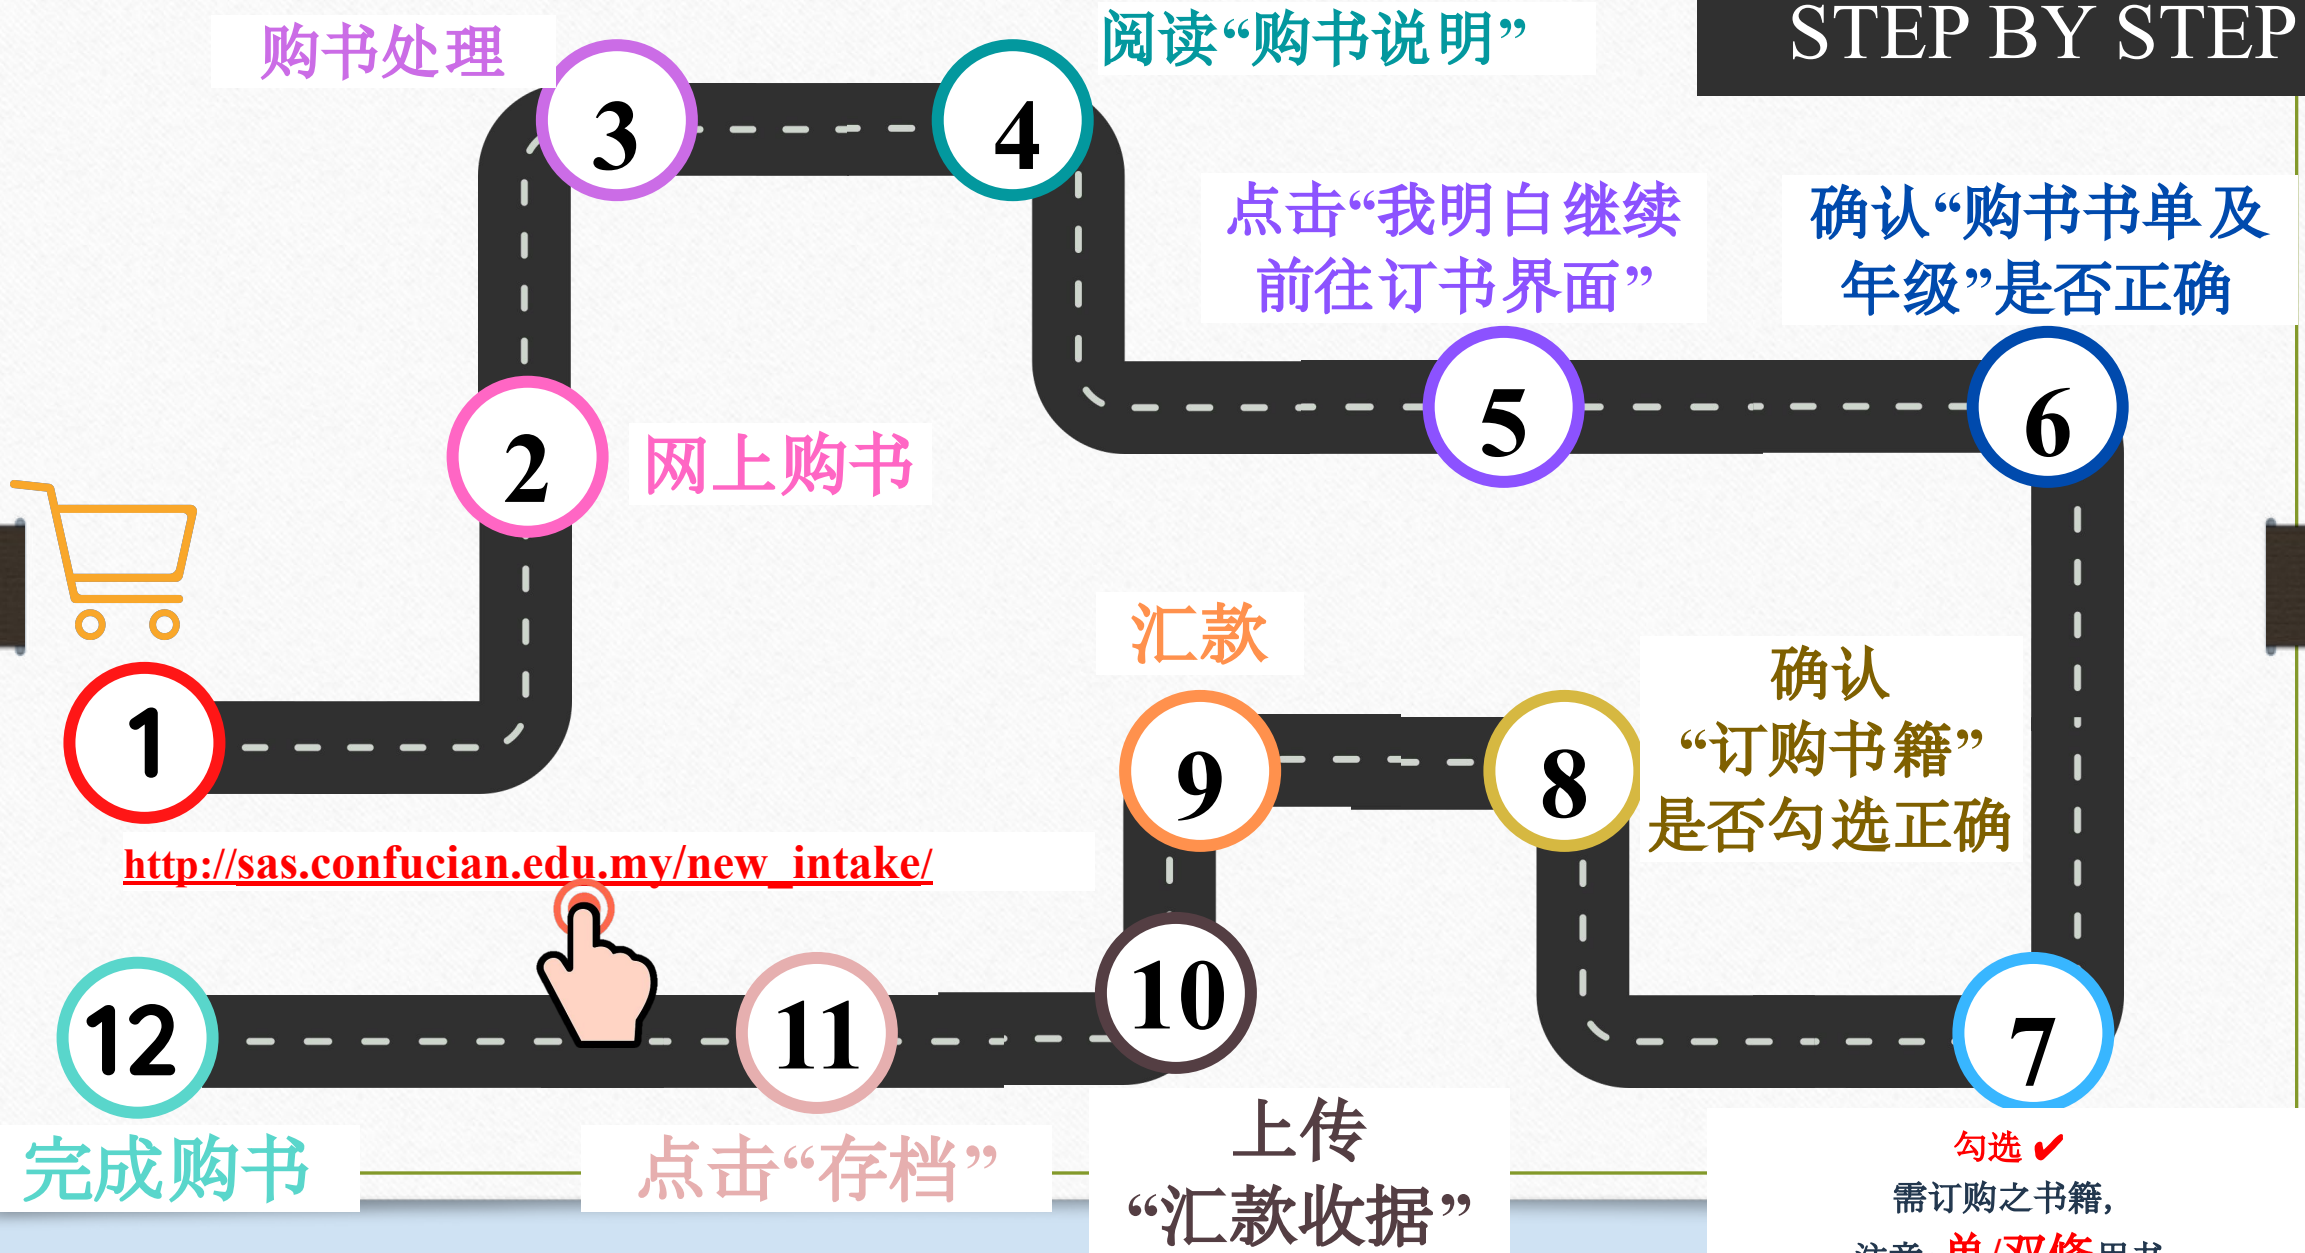 STEP BY STEP
1
http://sas.confucian.edu.my/new_intake/
2
网上购书
购书处理
3
4
阅读“购书说明”
点击“我明白继续
前往订书界面”
5
确认“购书书单及
年级”是否正确
6
7
勾选 ✔
需订购之书籍,
单/双修用书
8
确认
“订购书籍”
是否勾选正确
汇款
9
10
上传
“汇款收据”
11
点击“存档”
12
完成购书